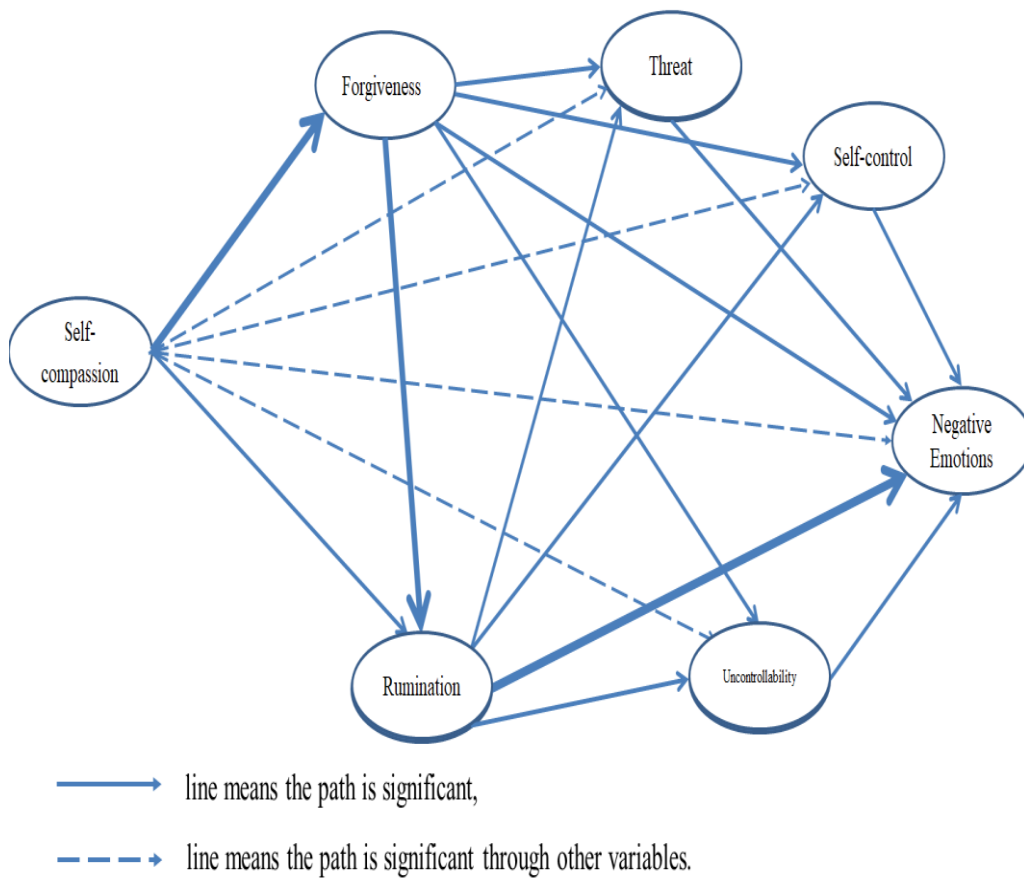 Forgiveness
Threat
Self-control
Self-
compassion
Negative
Emotions
Rumination
Uncontrollability
line means the path is significant,
line means the path is significant through other variables.